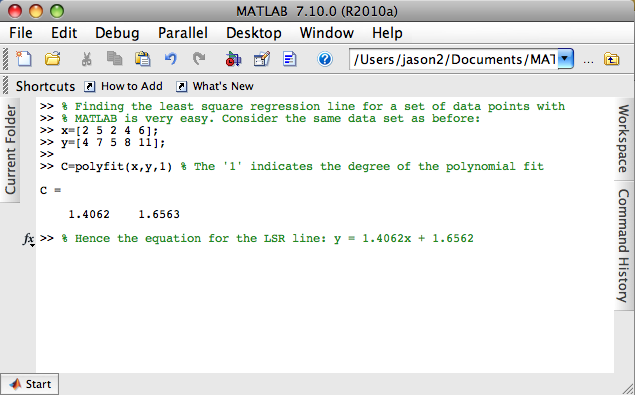 MATLAB 7.10.0 (R2010a)
File Edit Debug Parallel Desktop Window Help
/Users/jason2/Documents/MAT ...
Shortcuts How to Add What's New
Current Folder
>> % Finding the least square regression line for a set of data points with
>> % MATLAB is very easy. Consider the same data set as before:
>> x=[2 5 2 4 6];
>> y=[4 7 5 8 11];
>>
>> C=polyfit(x,y,1) % The '1' indicates the degree of the polynomial fit
C =
1.4062 1.6563
fx >> % Hence the equation for the LSR line: y = 1.4062x + 1.6562
Workspace
Command History
Start